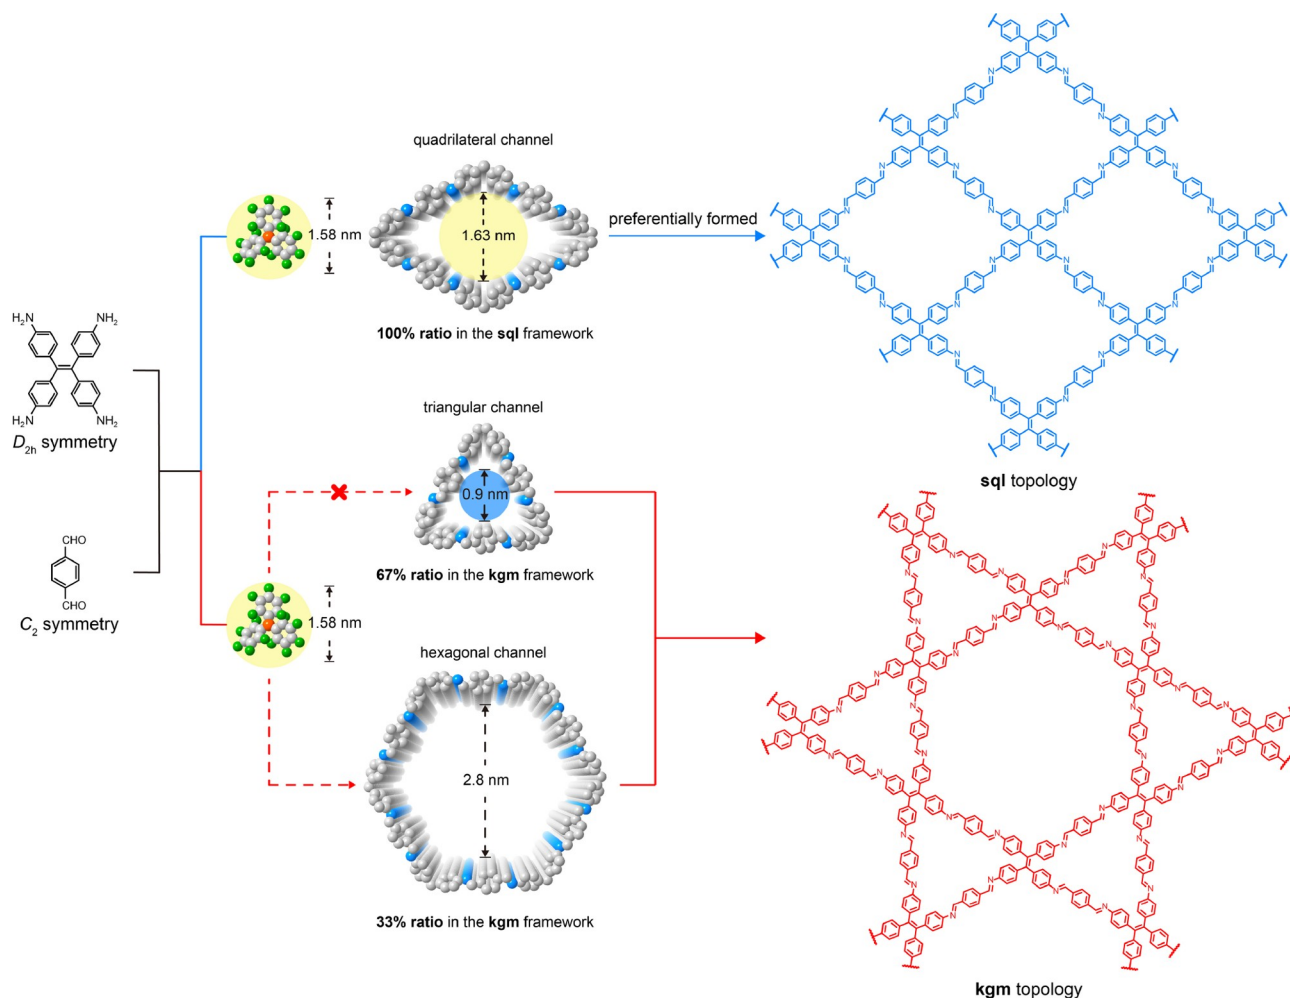 quadrilateral channel
1.58 nm
1.63 nm
preferentially formed
100% ratio in the sql framework
H₂N
NH₂
H₂N
NH₂
D₂ₕ symmetry
CHO
CHO
C₂ symmetry
triangular channel
0.9 nm
67% ratio in the kgm framework
1.58 nm
hexagonal channel
2.8 nm
33% ratio in the kgm framework
sql topology
kgm topology